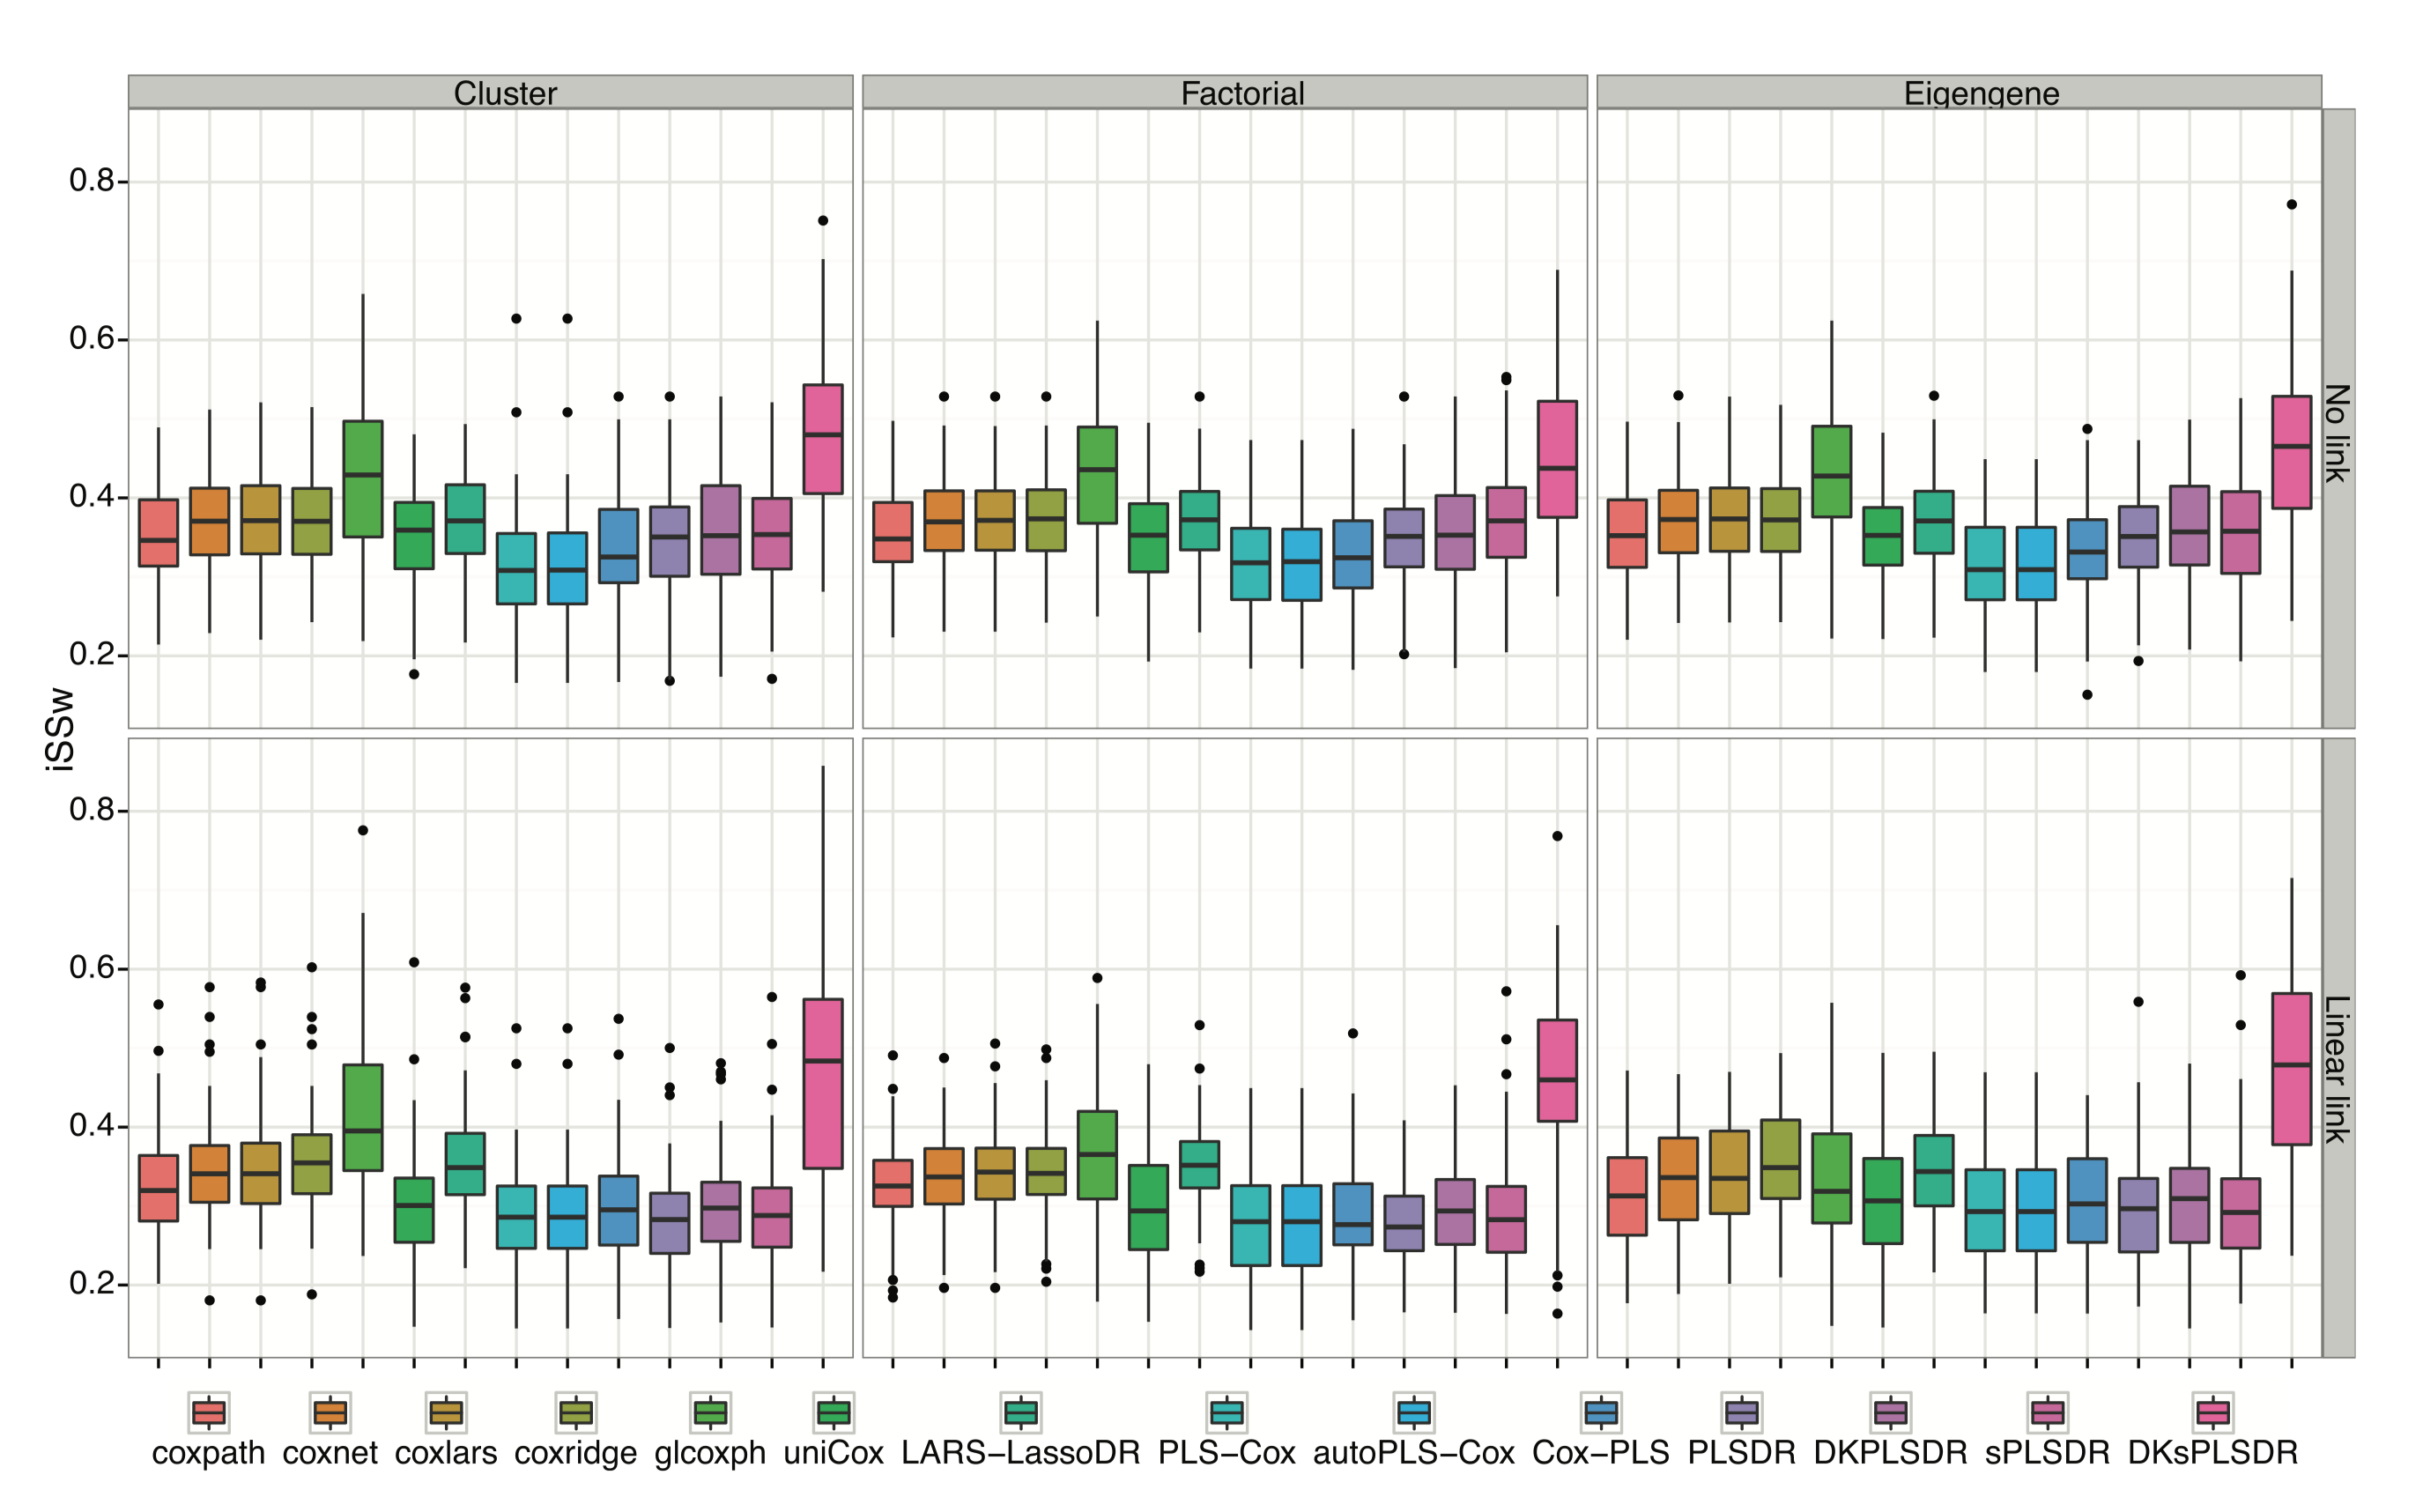 Cluster Factorial Eigengene
0.8
0.6
0.4
0.2
No link
iSSw
0.8
0.6
0.4
0.2
Linear link
coxpath coxnet coxlars coxridge glcoxph uniCox LARS−LassoDR PLS−Cox autoPLS−Cox Cox−PLS PLSDR DKPLSDR sPLSDR DKsPLSDR